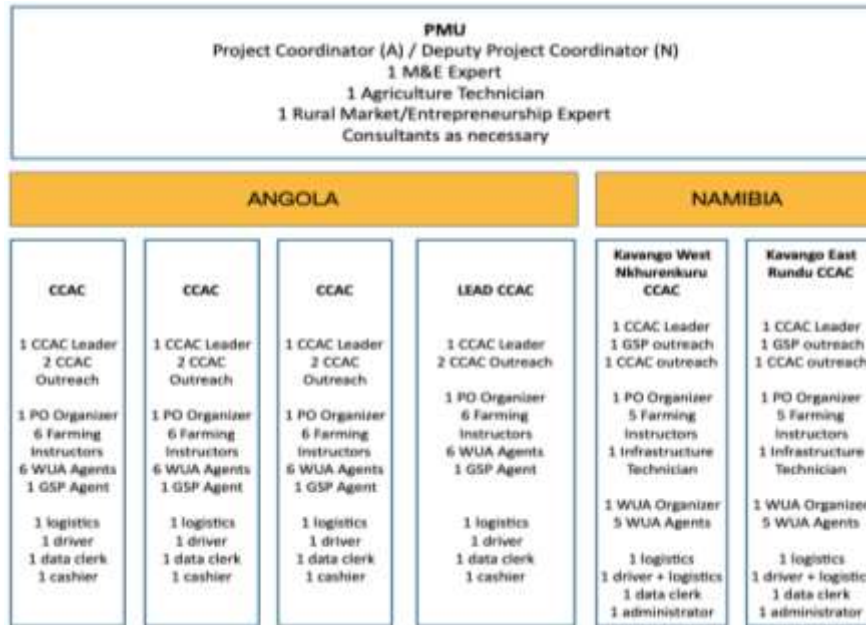 PMU
Project Coordinator (A) / Deputy Project Coordinator (N)
1 M&E Expert
1 Agriculture Technician
1 Rural Market/Entrepreneurship Expert
Consultants as necessary
ANGOLA
NAMIBIA
CCAC
1 CCAC Leader
2 CCAC
Outreach
1 PO Organizer
6 Farming
Instructors
6 WUA Agents
1 GSP Agent
1 logistics
1 driver
1 data clerk
1 cashier
CCAC
1 CCAC Leader
2 CCAC
Outreach
1 PO Organizer
6 Farming
Instructors
6 WUA Agents
1 GSP Agent
1 logistics
1 driver
1 data clerk
1 cashier
CCAC
1 CCAC Leader
2 CCAC
Outreach
1 PO Organizer
6 Farming
Instructors
6 WUA Agents
1 GSP Agent
1 logistics
1 driver
1 data clerk
1 cashier
LEAD CCAC
1 CCAC Leader
2 CCAC Outreach
1 PO Organizer
6 Farming
Instructors
6 WUA Agents
1 GSP Agent
1 logistics
1 driver
1 data clerk
1 cashier
Kavango West
Nkhurenkuru
CCAC
1 CCAC Leader
1 GSP outreach
1 CCAC outreach
1 PO Organizer
5 Farming
Instructors
1 Infrastructure
Technician
1 WUA Organizer
5 WUA Agents
1 logistics
1 driver + logistics
1 data clerk
1 administrator
Kavango East
Rundu CCAC
1 CCAC Leader
1 GSP outreach
1 CCAC outreach
1 PO Organizer
5 Farming
Instructors
1 Infrastructure
Technician
1 WUA Organizer
5 WUA Agents
1 logistics
1 driver + logistics
1 data clerk
1 administrator